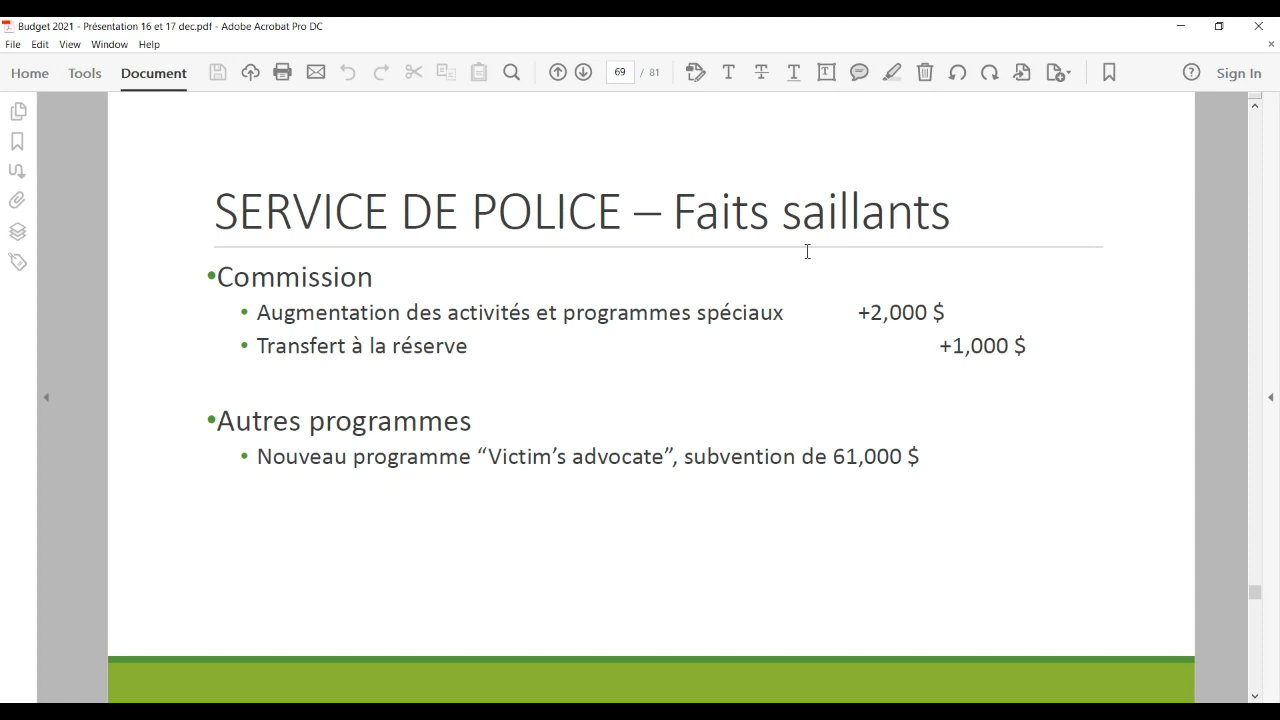 Budget 2021 - Présentation 16 et 17 dec.pdf - Adobe Acrobat Pro DC
File Edit View Window Help
Home Tools Document 69 / 81 Sign In
SERVICE DE POLICE – Faits saillants
•Commission
• Augmentation des activités et programmes spéciaux +2,000 $
• Transfert à la réserve +1,000 $
•Autres programmes
• Nouveau programme “Victim’s advocate”, subvention de 61,000 $